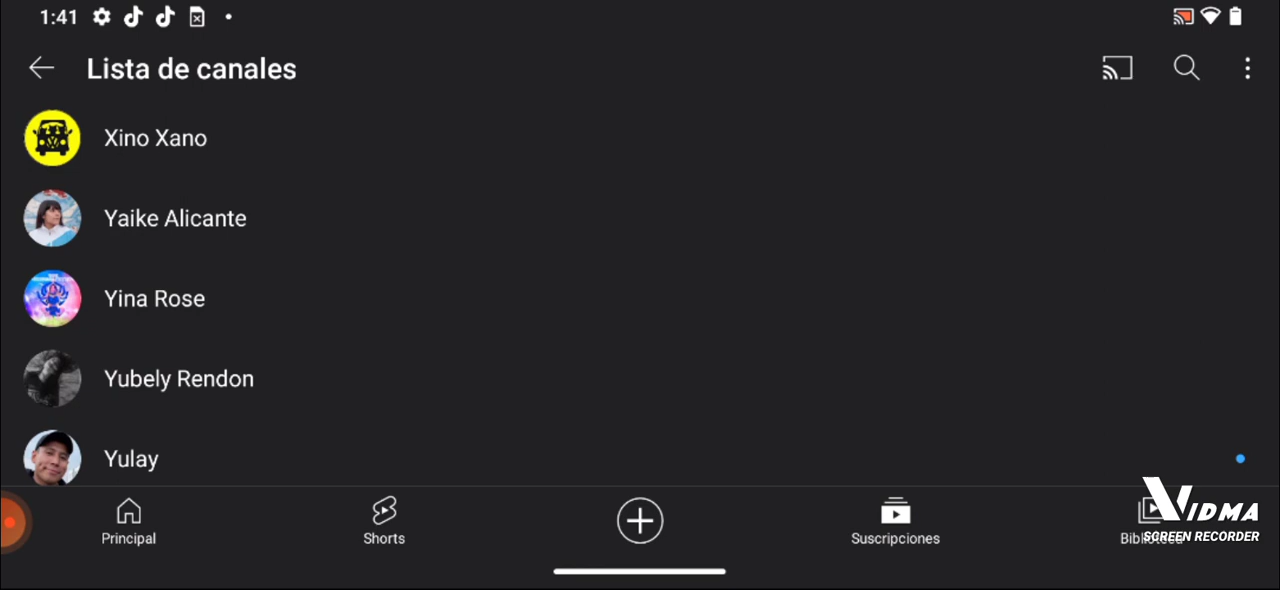 1:41
Lista de canales
Xino Xano
Yaike Alicante
Yina Rose
Yubely Rendon
Yulay
Principal
Shorts
Suscripciones
Biblioteca
VIDMA
SCREEN RECORDER